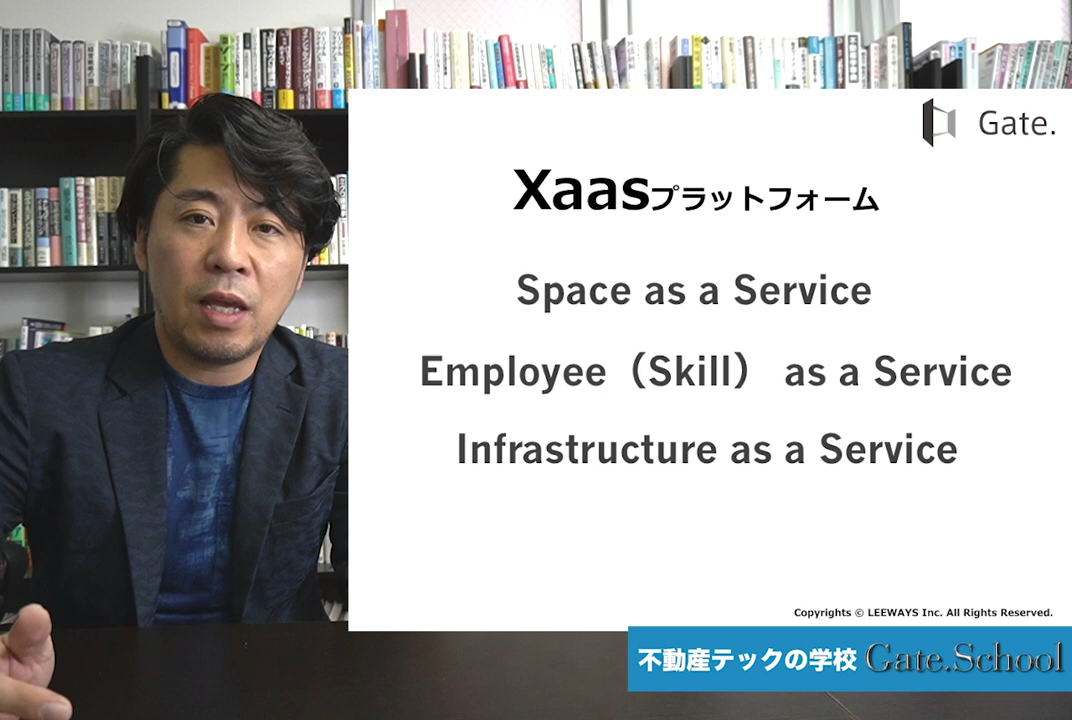 Gate.
Xaasプラットフォーム
Space as a Service
Employee（Skill） as a Service
Infrastructure as a Service
Copyrights © LEEWAYS Inc. All Rights Reserved.
不動産テックの学校 Gate.School